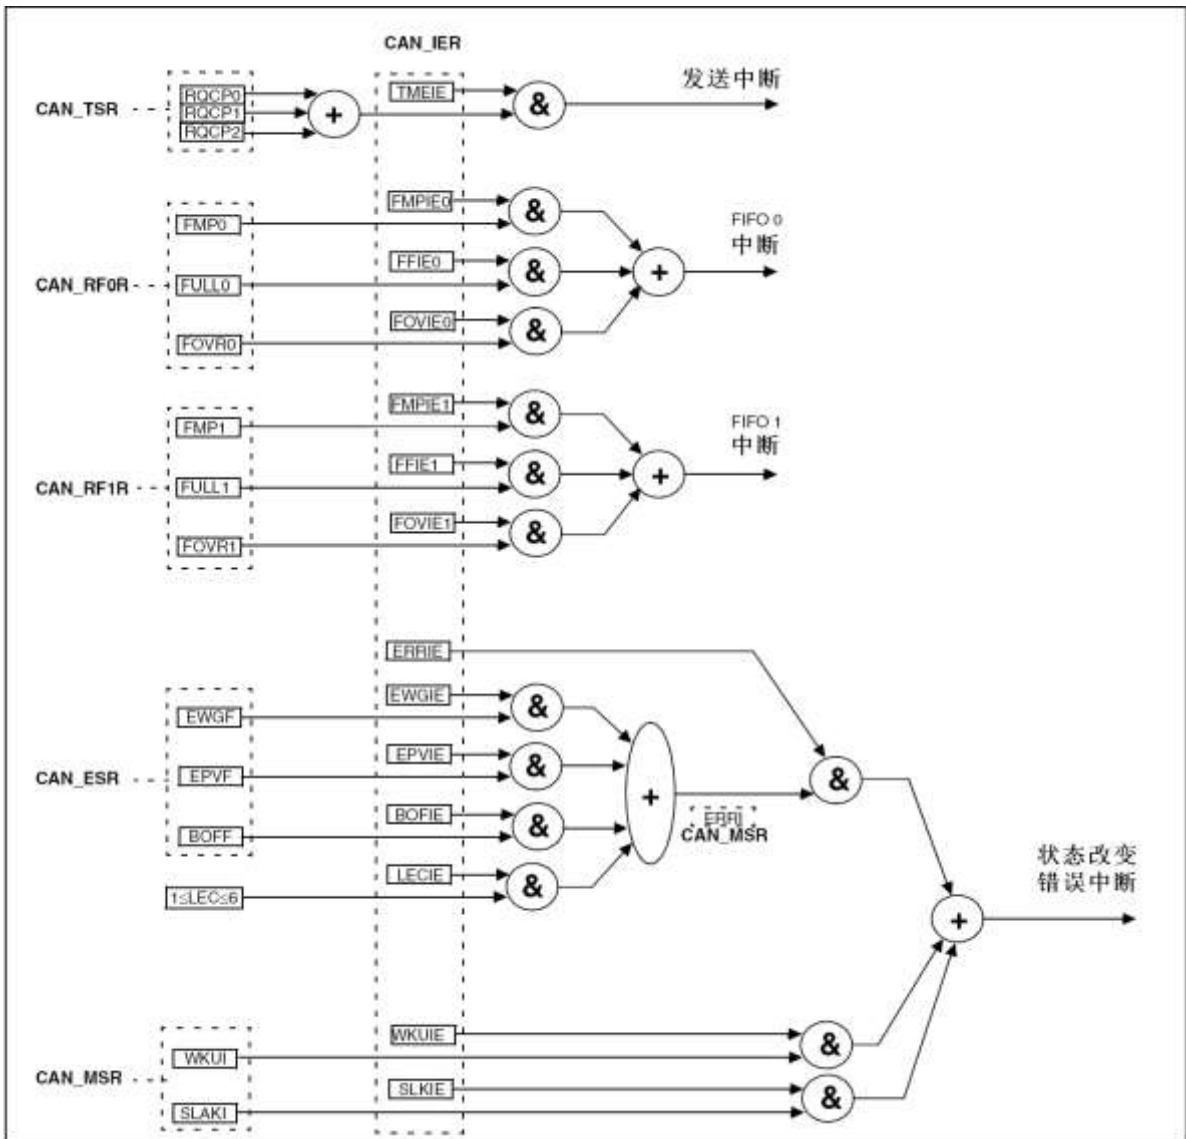 CAN_IER
CAN_TSR
RQCP0
RQCP1
RQCP2
+
TMEIE
&
发送中断
CAN_RF0R
FMP0
FULL0
FOVR0
FMPIE0
&
FFIE0
&
FOVIE0
&
+
FIFO 0
中断
CAN_RF1R
FMP1
FULL1
FOVR1
FMPIE1
&
FFIE1
&
FOVIE1
&
+
FIFO 1
中断
ERRIE
CAN_ESR
EWGF
EPVF
BOFF
1≤LEC≤6
EWGIE
&
EPVIE
&
BOFIE
&
LECIE
&
+
ERRI
CAN_MSR
&
+
状态改变
错误中断
CAN_MSR
WKUI
SLAKI
WKUIE
&
SLKIE
&